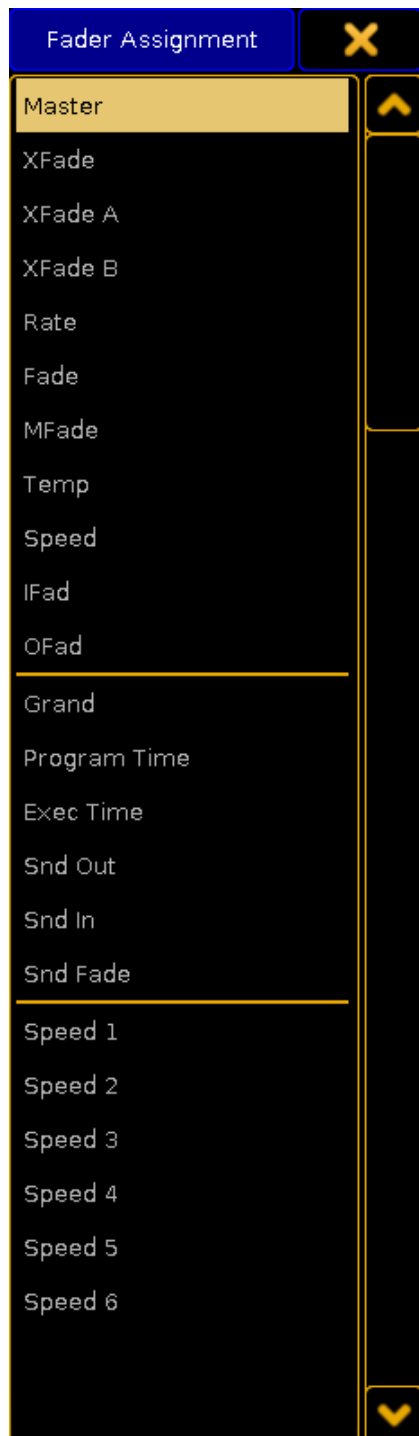 Fader Assignment
Master
XFade
XFade A
XFade B
Rate
Fade
MFade
Temp
Speed
IFad
OFad
Grand
Program Time
Exec Time
Snd Out
Snd In
Snd Fade
Speed 1
Speed 2
Speed 3
Speed 4
Speed 5
Speed 6